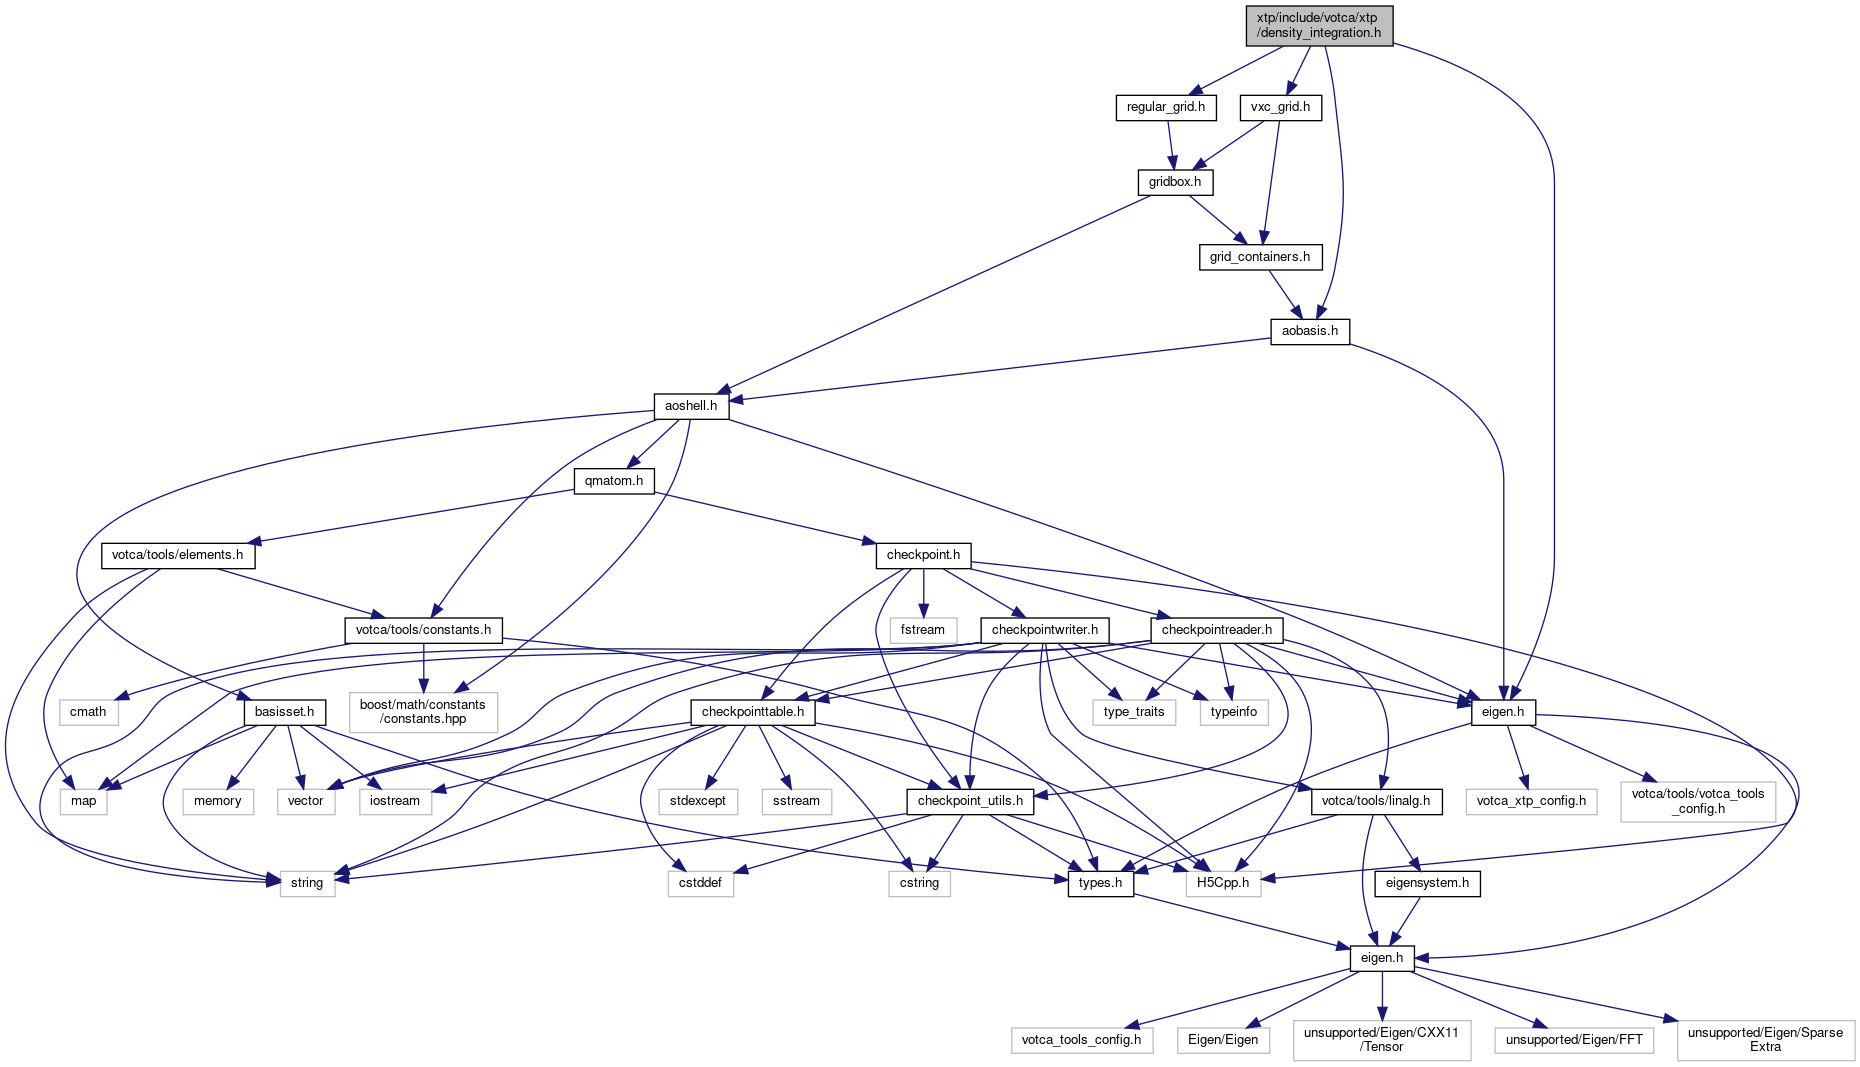 xtp/include/votca/xtp
/density_integration.h
regular_grid.h
vxc_grid.h
gridbox.h
grid_containers.h
aobasis.h
aoshell.h
qmatom.h
votca/tools/elements.h
checkpoint.h
votca/tools/constants.h
fstream
checkpointwriter.h
checkpointreader.h
cmath
boost/math/constants
/constants.hpp
basisset.h
checkpointtable.h
type_traits
typeinfo
eigen.h
map
memory
vector
iostream
stdexcept
sstream
checkpoint_utils.h
votca/tools/linalg.h
votca_xtp_config.h
votca/tools/votca_tools
_config.h
string
cstddef
cstring
types.h
H5Cpp.h
eigensystem.h
eigen.h
votca_tools_config.h
Eigen/Eigen
unsupported/Eigen/CXX11
/Tensor
unsupported/Eigen/FFT
unsupported/Eigen/Sparse
Extra